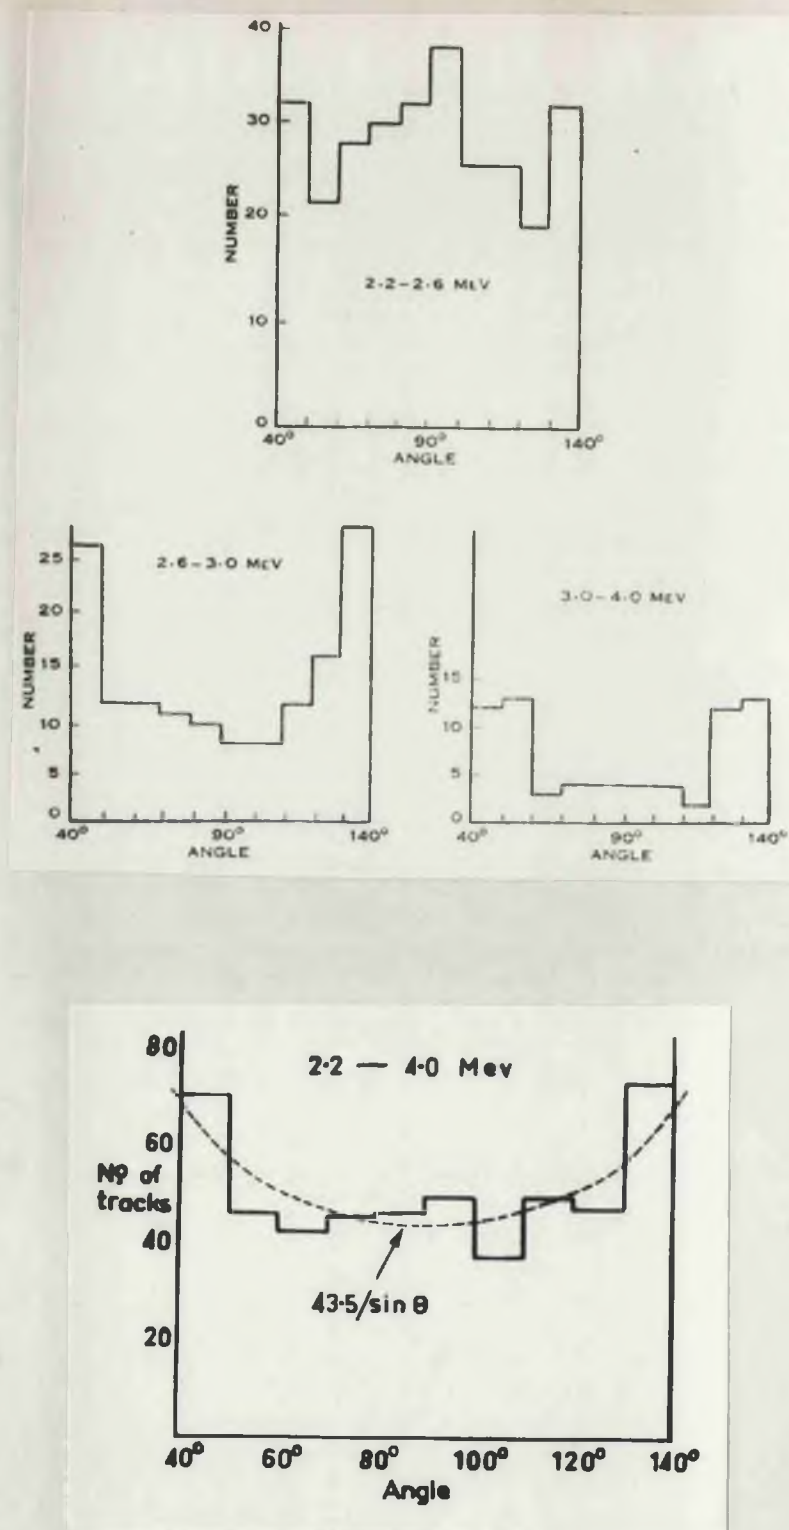 40
30
NUMBER
20
2·2-2·6 MEV
10
0
40° 90° 140°
ANGLE
25
2·6-3·0 MEV
20
NUMBER
15
10
5
0
40° 90° 140°
ANGLE
3·0-4·0 MEV
NUMBER
15
10
5
0
40° 90° 140°
ANGLE
80
2·2 — 4·0 Mev
60
Nº of
tracks
40
43·5/sin θ
20
40° 60° 80° 100° 120° 140°
Angle